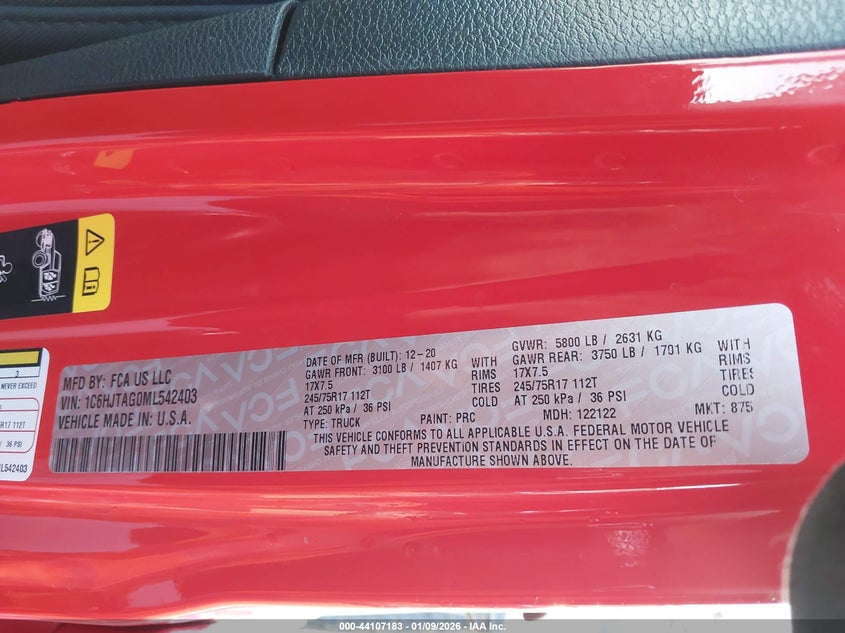 MFD BY: FCA US LLC
VIN: 1C6HJTAG0ML542403
VEHICLE MADE IN: U.S.A.
DATE OF MFR (BUILT): 12-20
GAWR FRONT: 3100 LB / 1407 KG WITH
17X7.5 RIMS
245/75R17 112T TIRES
AT 250 kPa / 36 PSI COLD
GVWR: 5800 LB / 2631 KG
GAWR REAR: 3750 LB / 1701 KG WITH
17X7.5 RIMS
245/75R17 112T TIRES
AT 250 kPa / 36 PSI COLD
TYPE: TRUCK PAINT: PRC MDH: 122122 MKT: 875
THIS VEHICLE CONFORMS TO ALL APPLICABLE U.S.A. FEDERAL MOTOR VEHICLE
SAFETY AND THEFT PREVENTION STANDARDS IN EFFECT ON THE DATE OF
MANUFACTURE SHOWN ABOVE.
3
EXCEED
R17 112T
/ 36 PSI
ML542403
000-44107183 - 01/09/2026 - IAA Inc.